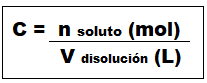 C = n soluto (mol)
V disolución (L)